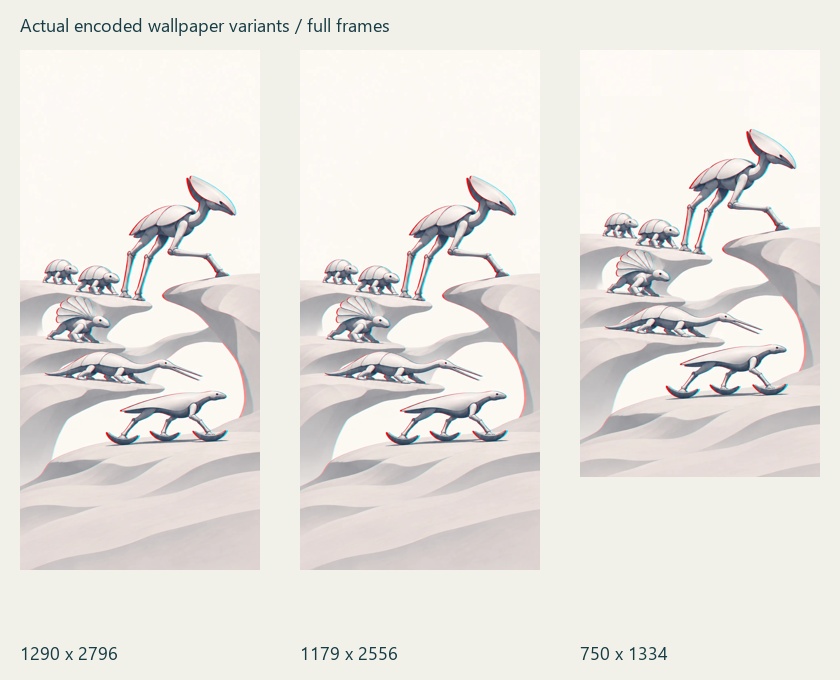 Actual encoded wallpaper variants / full frames
1290 x 2796
1179 x 2556
750 x 1334